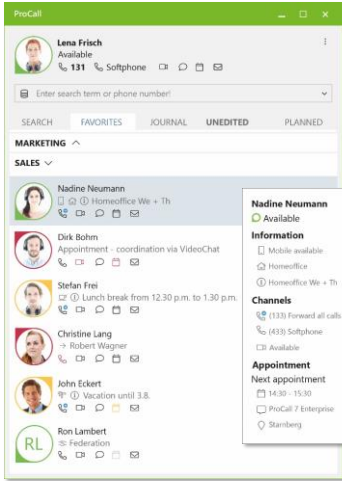 ProCall
Lena Frisch
Available
131 Softphone
Enter search term or phone number!
SEARCH FAVORITES JOURNAL UNEDITED PLANNED
MARKETING
SALES
Nadine Neumann
Homeoffice We + Th
Dirk Bohm
Appointment - coordination via VideoChat
Stefan Frei
Lunch break from 12.30 p.m. to 1.30 p.m.
Christine Lang
→ Robert Wagner
John Eckert
Vacation until 3.8.
RL
Ron Lambert
Federation
Nadine Neumann
Available
Information
Mobile available
Homeoffice
Homeoffice We + Th
Channels
(133) Forward all calls
(433) Softphone
Available
Appointment
Next appointment
14:30 - 15:30
ProCall 7 Enterprise
Starnberg